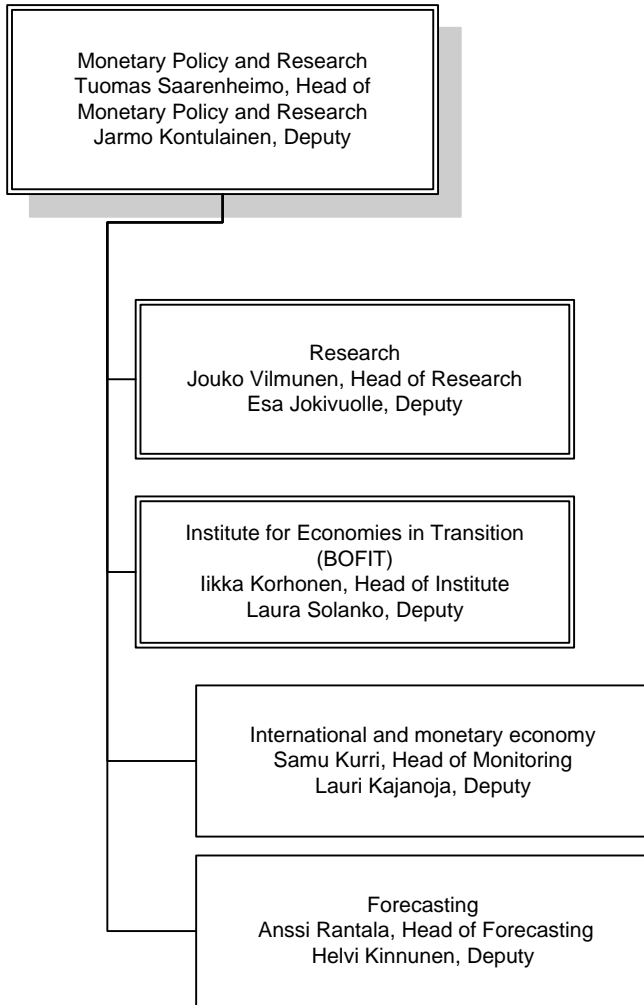 Monetary Policy and Research
Tuomas Saarenheimo, Head of
Monetary Policy and Research
Jarmo Kontulainen, Deputy
Research
Jouko Vilmunen, Head of Research
Esa Jokivuolle, Deputy
Institute for Economies in Transition
(BOFIT)
Iikka Korhonen, Head of Institute
Laura Solanko, Deputy
International and monetary economy
Samu Kurri, Head of Monitoring
Lauri Kajanoja, Deputy
Forecasting
Anssi Rantala, Head of Forecasting
Helvi Kinnunen, Deputy